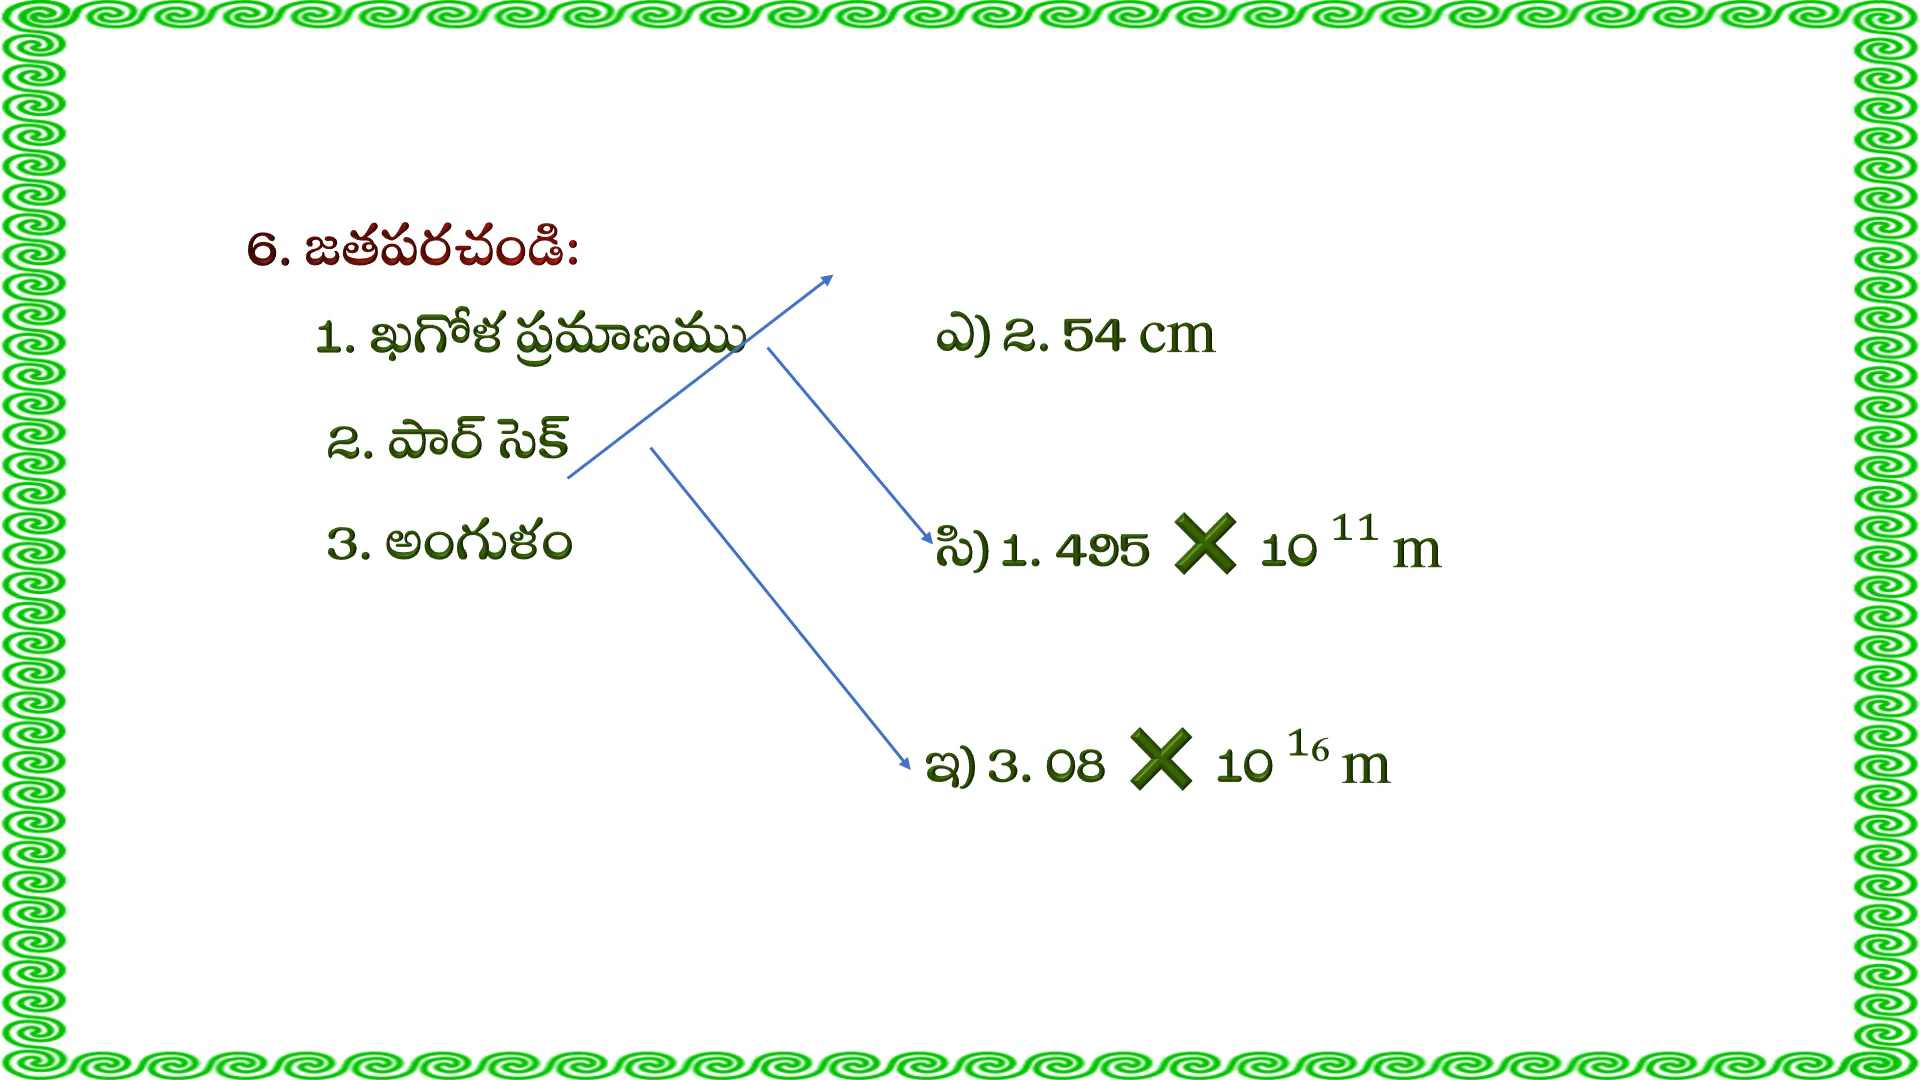 6. జతపరచండి:
1. ఖగోళ ప్రమాణము ఎ) 2. 54 cm
2. పార్ సెక్
3. అంగుళం సి) 1. 495 ✖ 10 ¹¹ m
ఇ) 3. 08 ✖ 10 ¹⁶ m